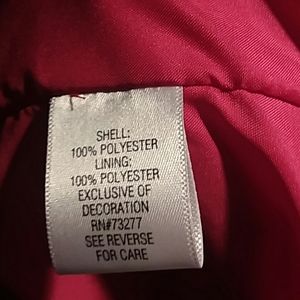 SHELL:
100% POLYESTER
LINING:
100% POLYESTER
EXCLUSIVE OF
DECORATION
RN#73277
SEE REVERSE
FOR CARE